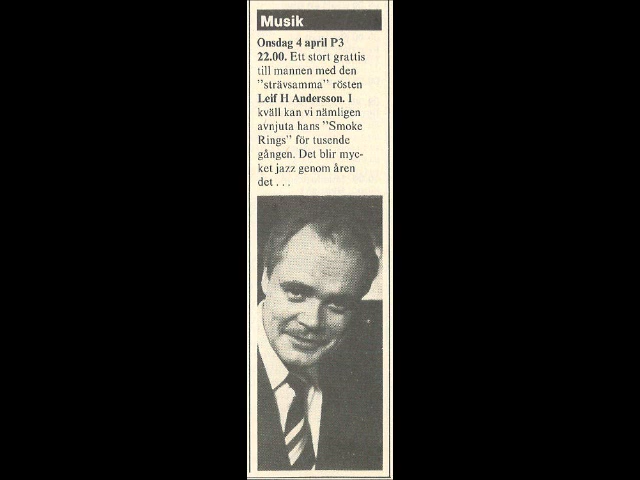 Musik
Onsdag 4 april P3
22.00. Ett stort grattis
till mannen med den
"strävsamma" rösten
Leif H Andersson. I
kväll kan vi nämligen
avnjuta hans "Smoke
Rings" för tusende
gången. Det blir myc-
ket jazz genom åren
det . . .